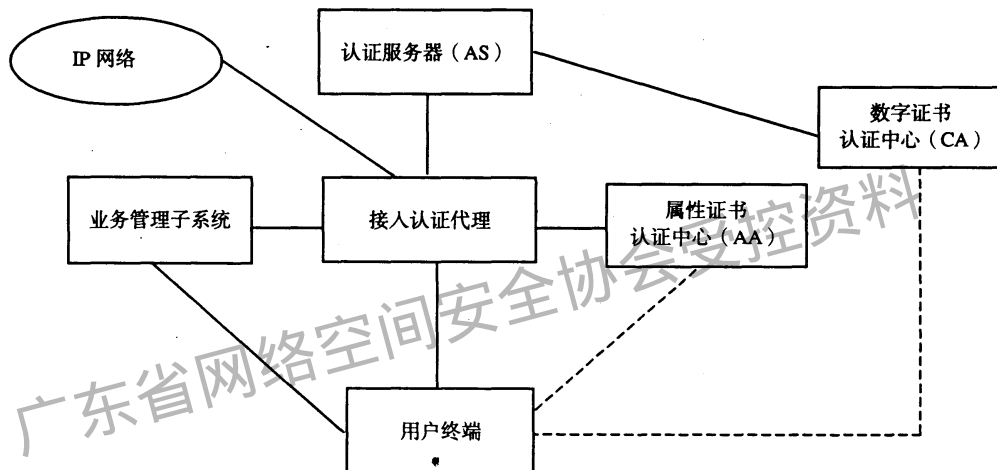 IP 网络
认证服务器（AS）
数字证书
认证中心（CA）
业务管理子系统
接入认证代理
属性证书
认证中心（AA）
用户终端
广东省网络空间安全协会受控资料